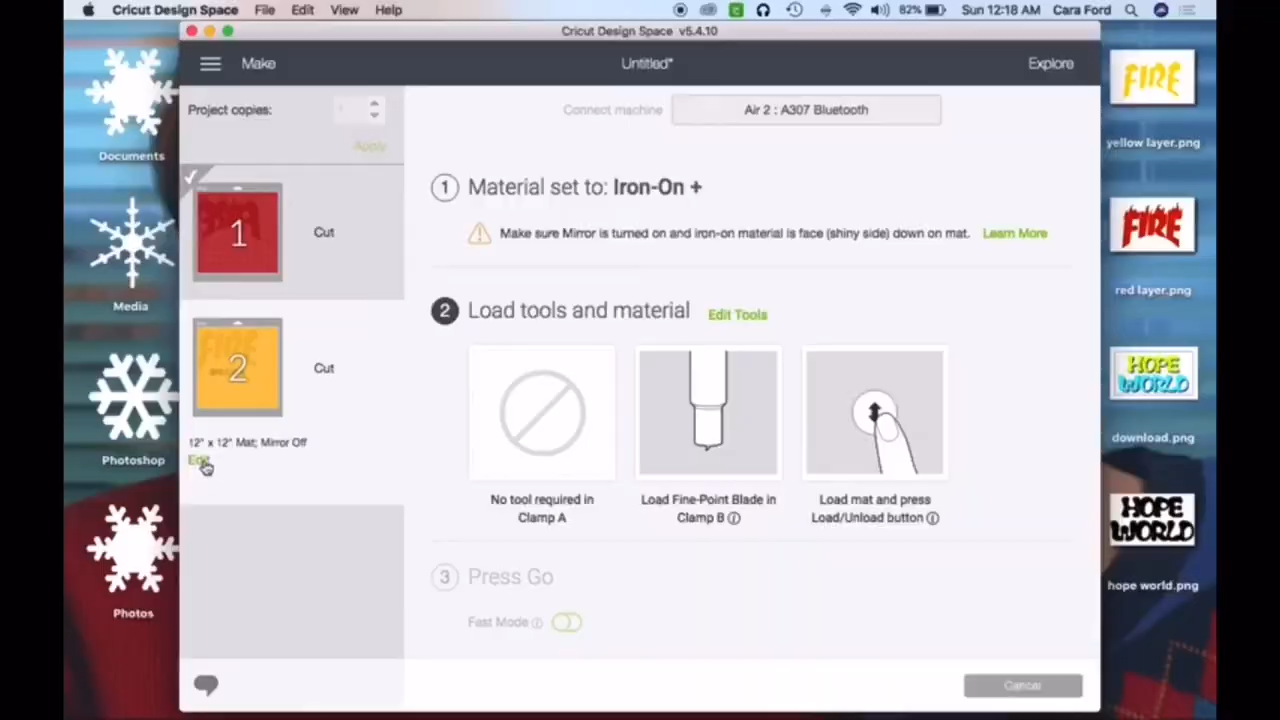 Cricut Design Space File Edit View Help 82% Sun 12:18 AM Cara Ford
Cricut Design Space v5.4.10
Make Untitled* Explore
Project copies: 1
Apply
Connect machine Air 2 : A307 Bluetooth
1 Cut
2 Cut
12" x 12" Mat; Mirror Off
Edit
1 Material set to: Iron-On +
Make sure Mirror is turned on and iron-on material is face (shiny side) down on mat. Learn More
2 Load tools and material Edit Tools
No tool required in
Clamp A
Load Fine-Point Blade in
Clamp B
Load mat and press
Load/Unload button
3 Press Go
Fast Mode
Cancel
Documents
Media
Photoshop
Photos
FIRE
yellow layer.png
FIRE
red layer.png
HOPE
WORLD
download.png
HOPE
WORLD
hope world.png